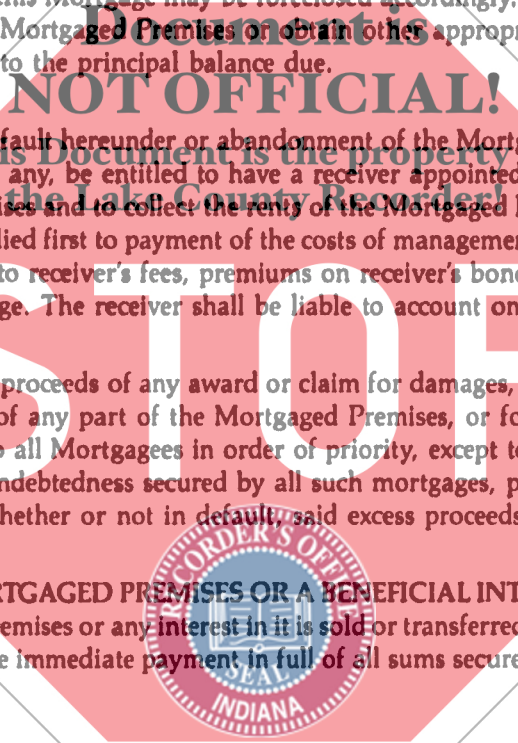 this Mortgage may be foreclosed accordingly.
Document is
Mortgaged Premises or obtain other appropr
to the principal balance due.
NOT OFFICIAL!
fault hereunder or abandonment of the Mortg
is Document is the property
any, be entitled to have a receiver appointed
the Lake County Recorder!
ises and to collect the rents of the Mortgaged
lied first to payment of the costs of managemen
to receiver's fees, premiums on receiver's bond
ge. The receiver shall be liable to account on
STOP
proceeds of any award or claim for damages,
of any part of the Mortgaged Premises, or fo
o all Mortgagees in order of priority, except t
ndebtedness secured by all such mortgages, p
hether or not in default, said excess proceeds
RECORDER'S OFFICE
RTGAGED PREMISES OR A BENEFICIAL INT
emises or any interest in it is sold or transferred
e immediate payment in full of all sums secure
SEAL
INDIANA